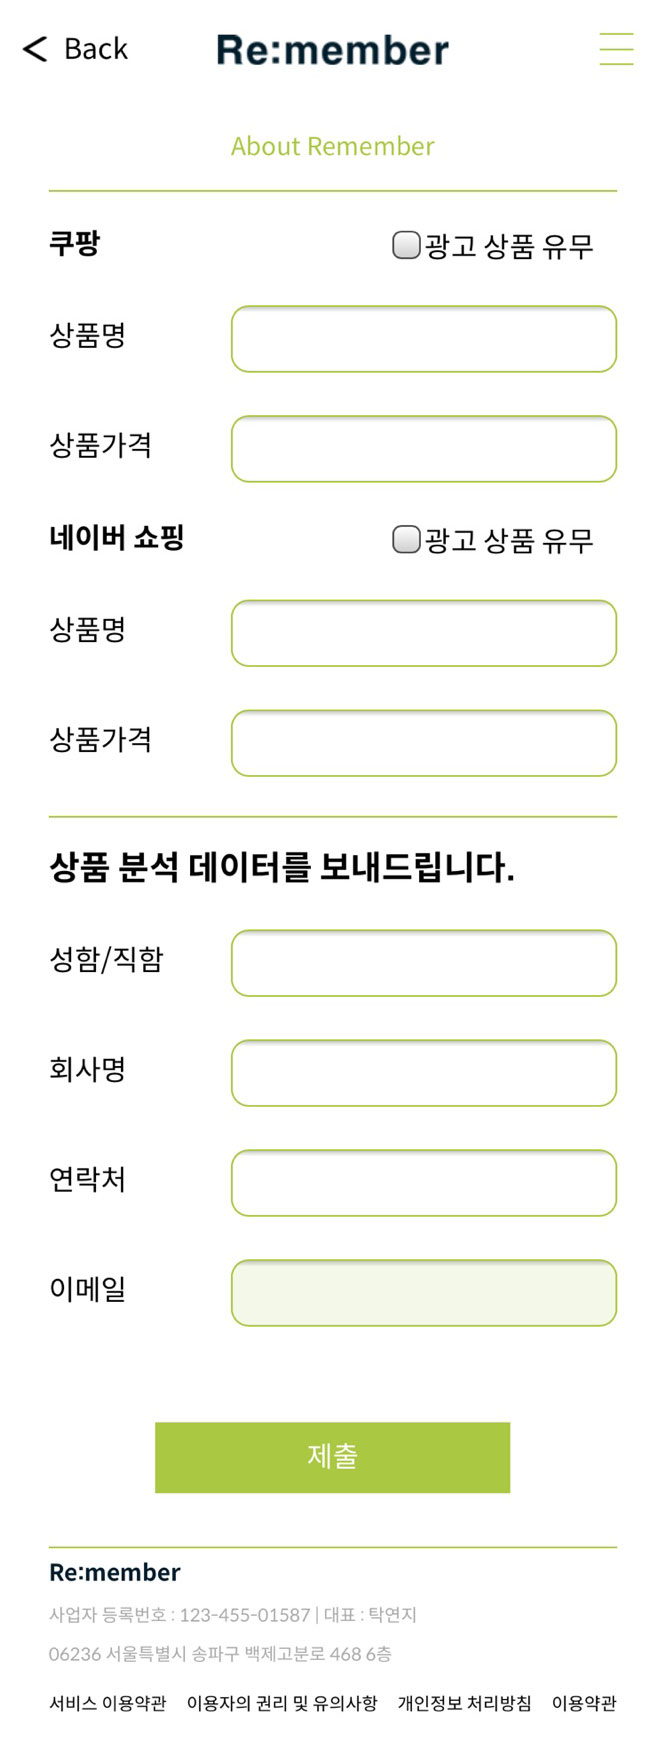 Back
Re:member
About Remember
쿠팡 광고 상품 유무
상품명
상품가격
네이버 쇼핑 광고 상품 유무
상품명
상품가격
상품 분석 데이터를 보내드립니다.
성함/직함
회사명
연락처
이메일
제출
Re:member
사업자 등록번호 : 123-455-01587 | 대표 : 탁연지
06236 서울특별시 송파구 백제고분로 468 6층
서비스 이용약관 이용자의 권리 및 유의사항 개인정보 처리방침 이용약관